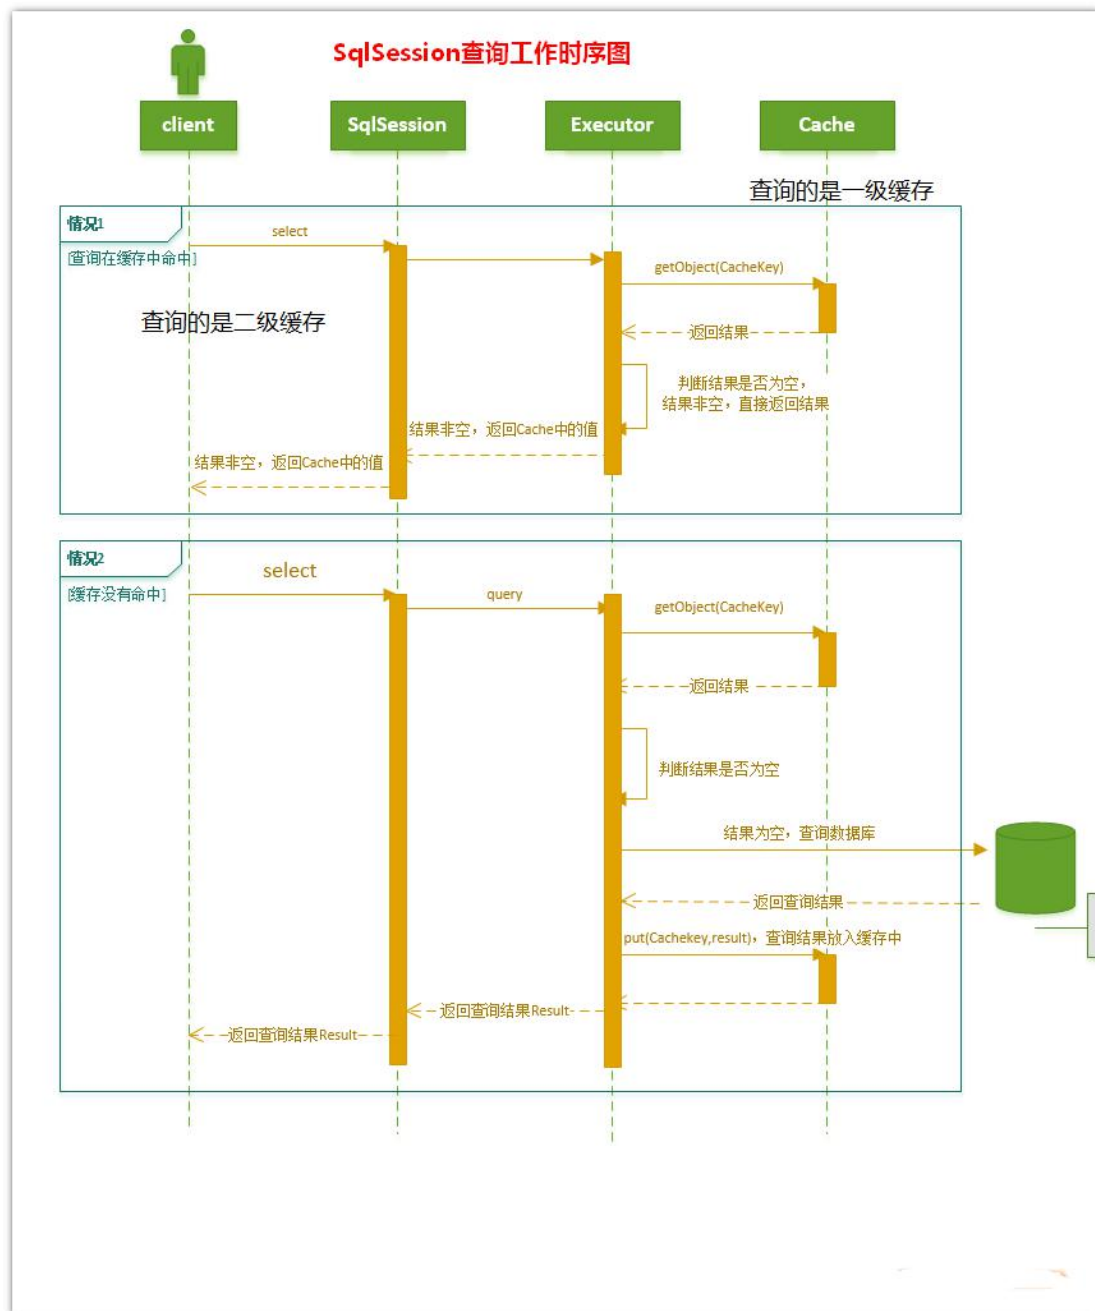 SqlSession查询工作时序图
client
SqlSession
Executor
Cache
查询的是一级缓存
情况1
[查询在缓存中命中]
select
getObject(CacheKey)
查询的是二级缓存
返回结果
判断结果是否为空，
结果非空，直接返回结果
结果非空，返回Cache中的值
结果非空，返回Cache中的值
情况2
[缓存没有命中]
select
query
getObject(CacheKey)
返回结果
判断结果是否为空
结果为空，查询数据库
返回查询结果
put(Cachekey,result)，查询结果放入缓存中
返回查询结果Result
返回查询结果Result